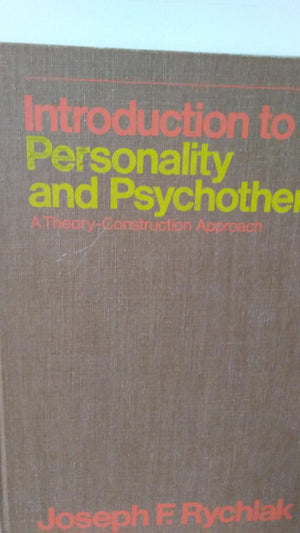 Introduction to
Personality
and Psychother
A Theory-Construction Approach
Joseph F. Rychlak